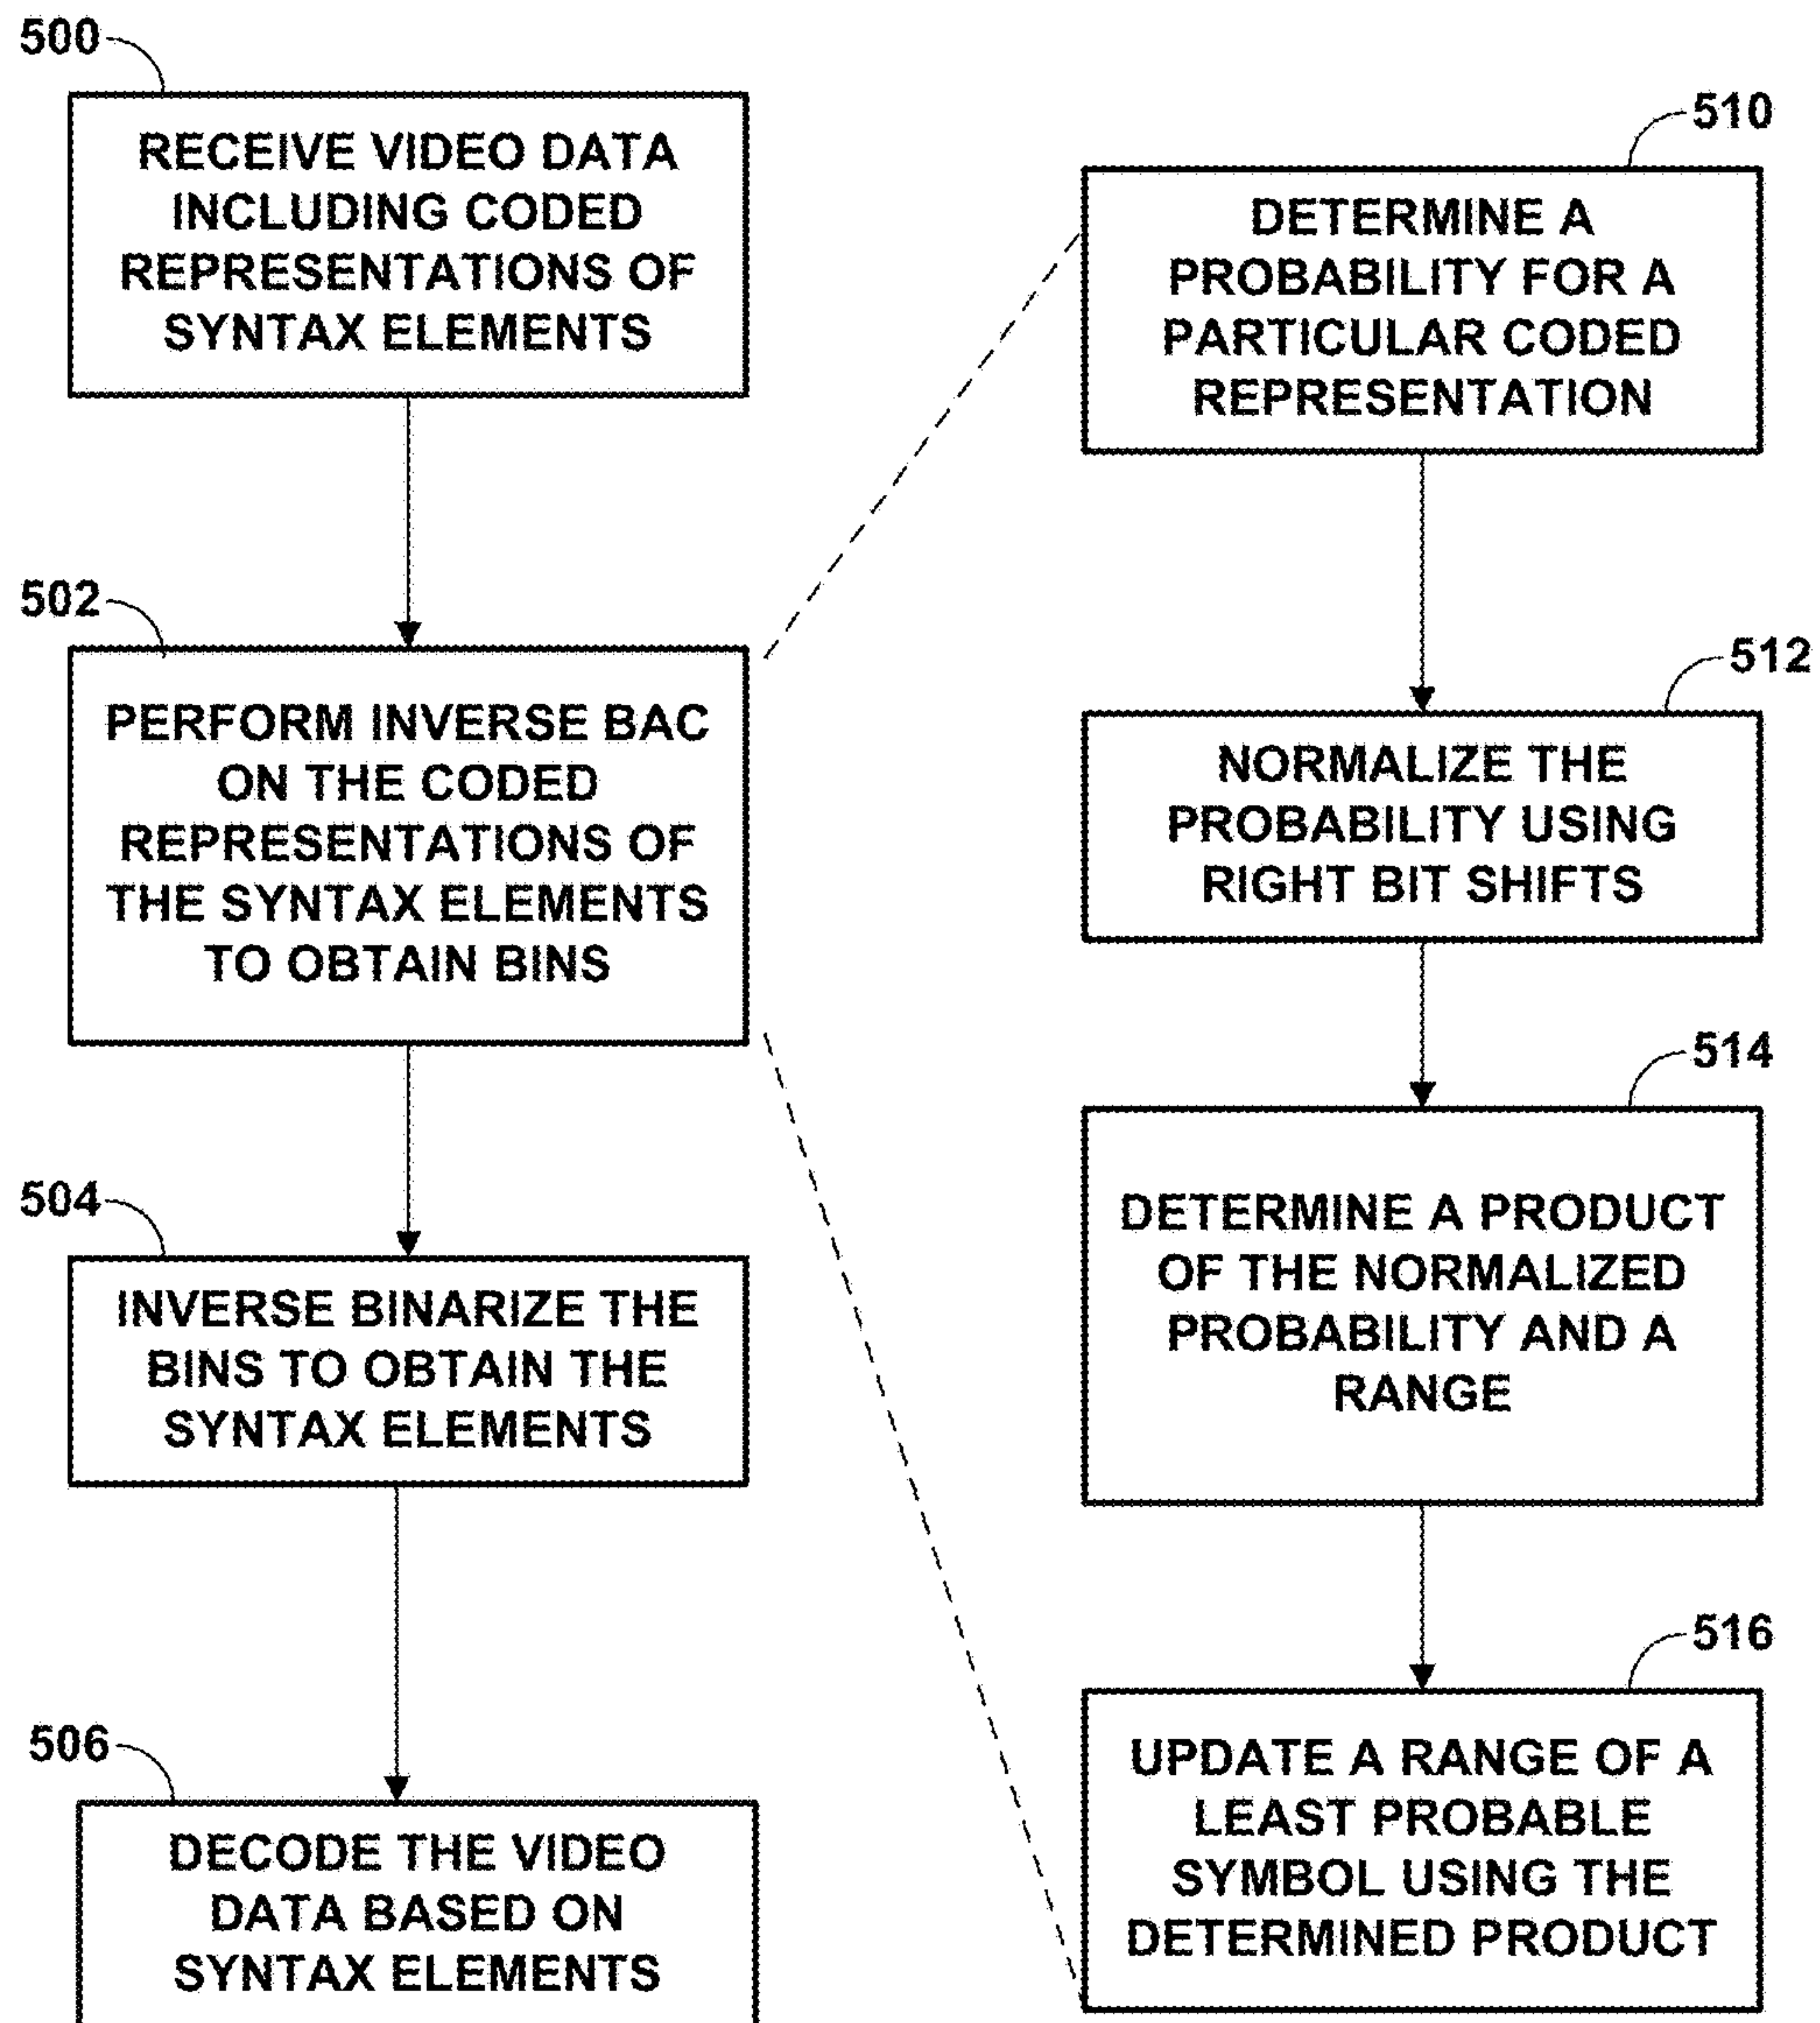 500
RECEIVE VIDEO DATA
INCLUDING CODED
REPRESENTATIONS OF
SYNTAX ELEMENTS
502
PERFORM INVERSE BAC
ON THE CODED
REPRESENTATIONS OF
THE SYNTAX ELEMENTS
TO OBTAIN BINS
504
INVERSE BINARIZE THE
BINS TO OBTAIN THE
SYNTAX ELEMENTS
506
DECODE THE VIDEO
DATA BASED ON
SYNTAX ELEMENTS
510
DETERMINE A
PROBABILITY FOR A
PARTICULAR CODED
REPRESENTATION
512
NORMALIZE THE
PROBABILITY USING
RIGHT BIT SHIFTS
514
DETERMINE A PRODUCT
OF THE NORMALIZED
PROBABILITY AND A
RANGE
516
UPDATE A RANGE OF A
LEAST PROBABLE
SYMBOL USING THE
DETERMINED PRODUCT